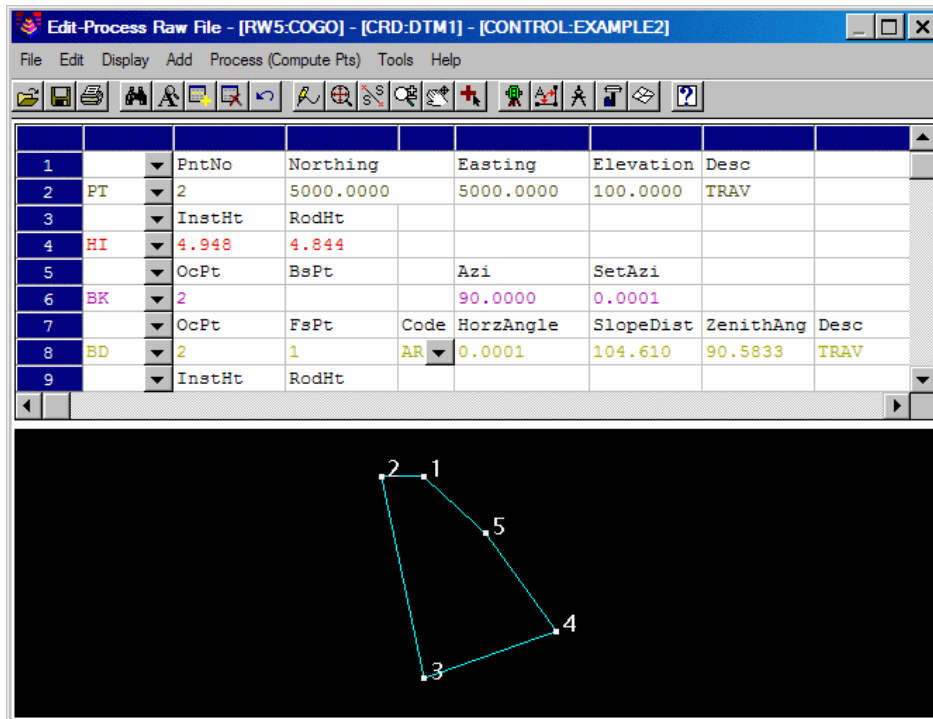 Edit-Process Raw File - [RW5:COGO] - [CRD:DTM1] - [CONTROL:EXAMPLE2]
File Edit Display Add Process (Compute Pts) Tools Help
1 PntNo Northing Easting Elevation Desc
2 PT 2 5000.0000 5000.0000 100.0000 TRAV
3 InstHt RodHt
4 HI 4.948 4.844
5 OcPt BsPt Azi SetAzi
6 BK 2 90.0000 0.0001
7 OcPt FsPt Code HorzAngle SlopeDist ZenithAng Desc
8 BD 2 1 AR 0.0001 104.610 90.5833 TRAV
9 InstHt RodHt
2 1
5
4
3